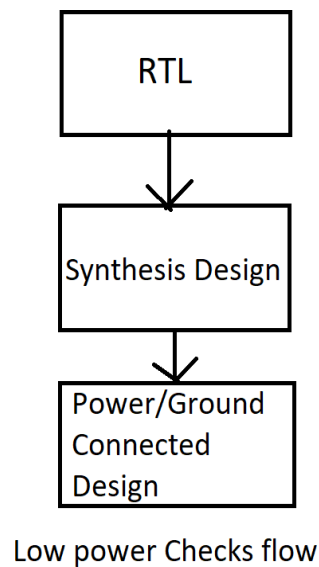 RTL
Synthesis Design
Power/Ground
Connected
Design
Low power Checks flow